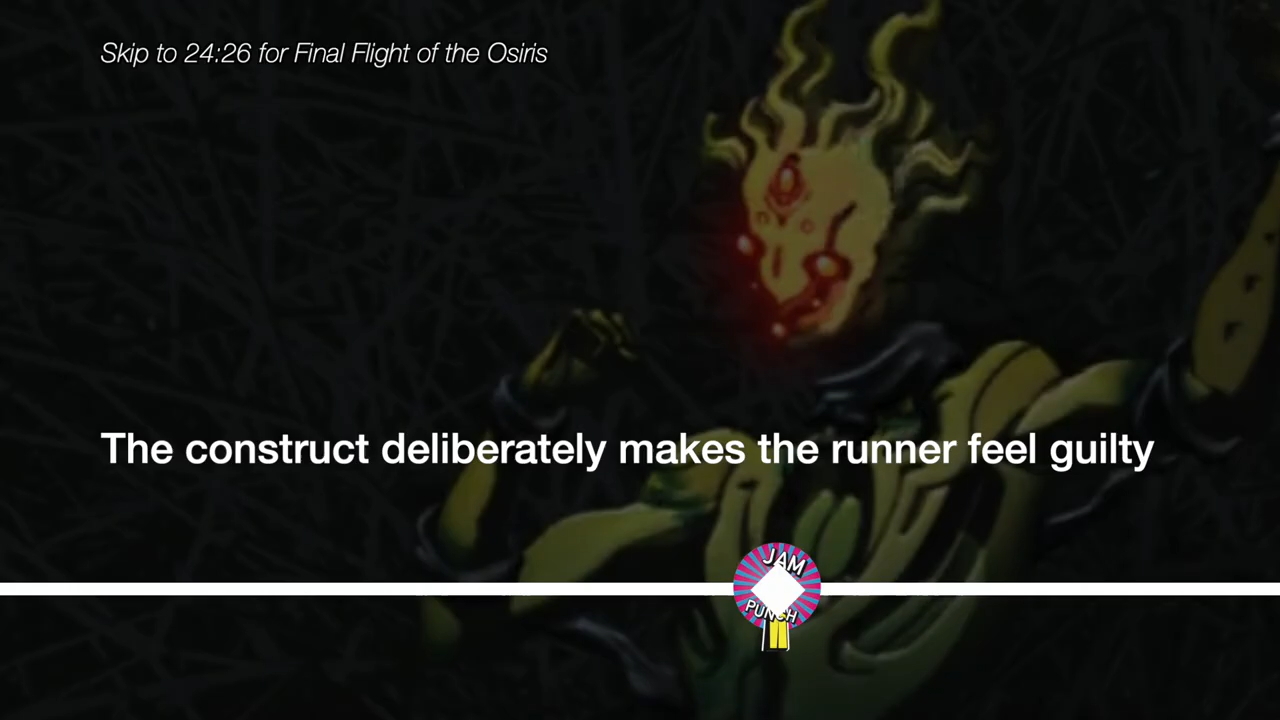 Skip to 24:26 for Final Flight of the Osiris
The construct deliberately makes the runner feel guilty
JAM
PUNCH